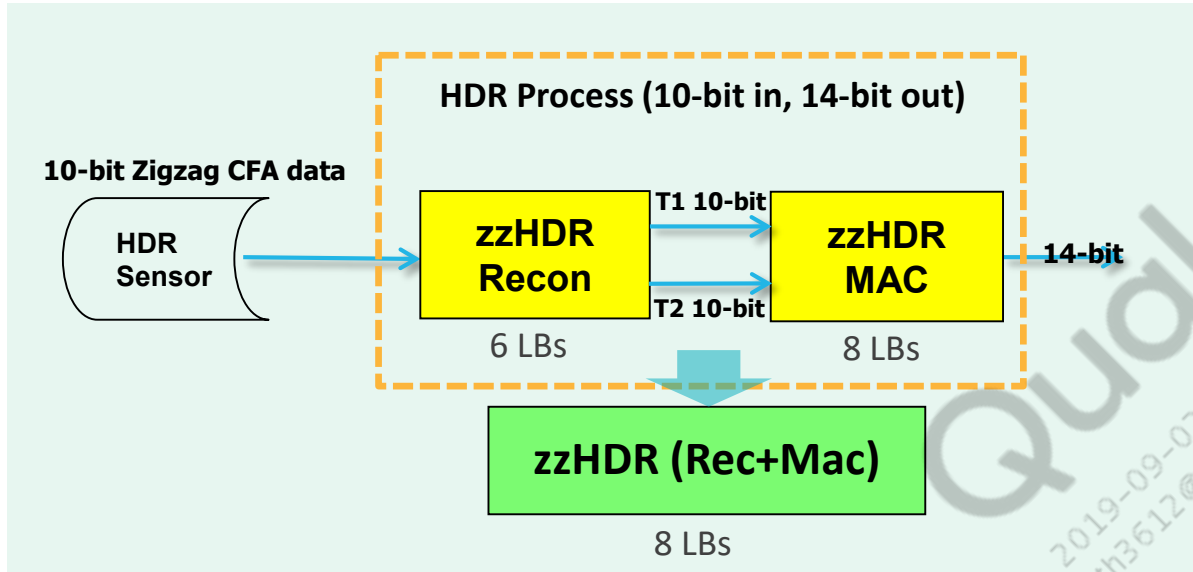 HDR Process (10-bit in, 14-bit out)
10-bit Zigzag CFA data
HDR
Sensor
zzHDR
Recon
T1 10-bit
T2 10-bit
zzHDR
MAC
14-bit
6 LBs
8 LBs
zzHDR (Rec+Mac)
8 LBs
Qual